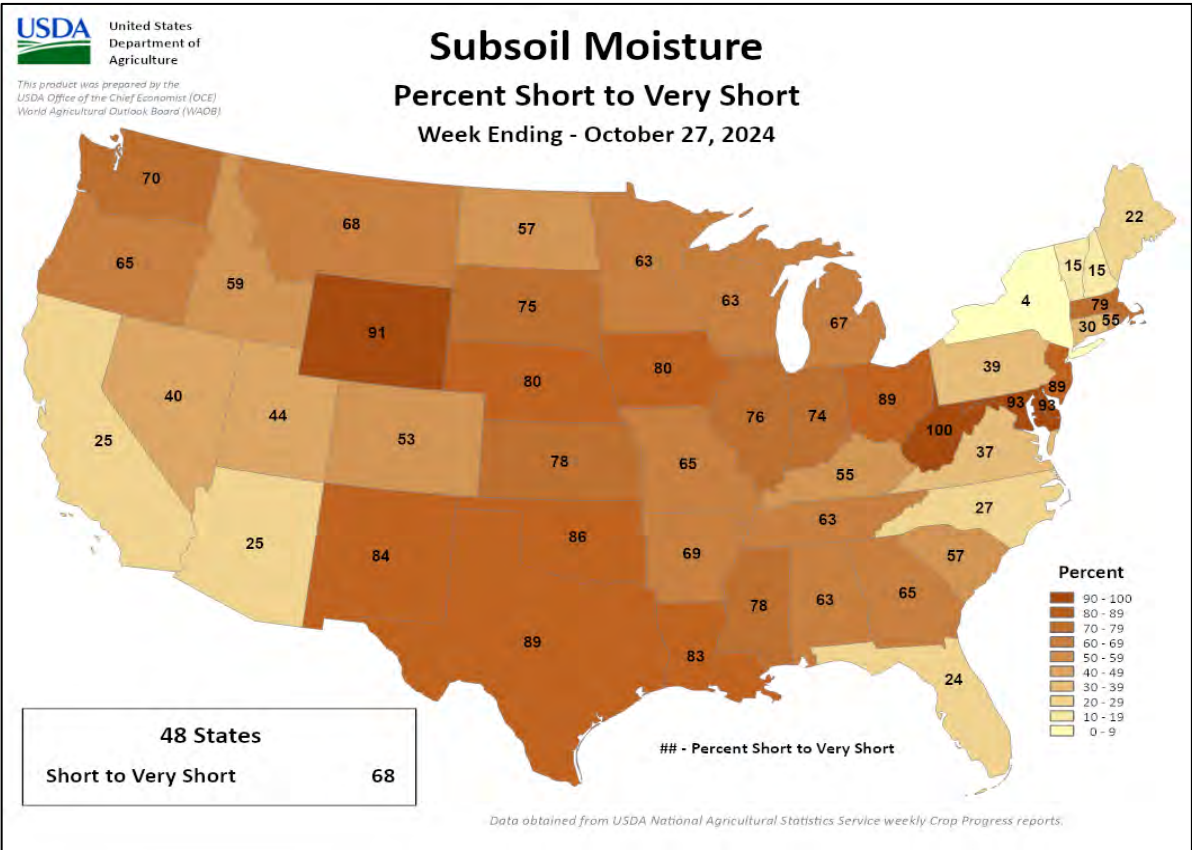 USDA
United States
Department of
Agriculture
This product was prepared by the
USDA Office of the Chief Economist (OCE)
World Agricultural Outlook Board (WAOB)
Subsoil Moisture
Percent Short to Very Short
Week Ending - October 27, 2024
70
68
57
22
65
59
63
63
75
67
15
15
4
79
30
55
91
80
80
39
89
93
93
40
44
53
76
74
89
100
25
78
65
55
37
25
84
86
69
63
27
57
89
78
63
65
83
24
Percent
90 - 100
80 - 89
70 - 79
60 - 69
50 - 59
40 - 49
30 - 39
20 - 29
10 - 19
0 - 9
48 States
Short to Very Short 68
## - Percent Short to Very Short
Data obtained from USDA National Agricultural Statistics Service weekly Crop Progress reports.